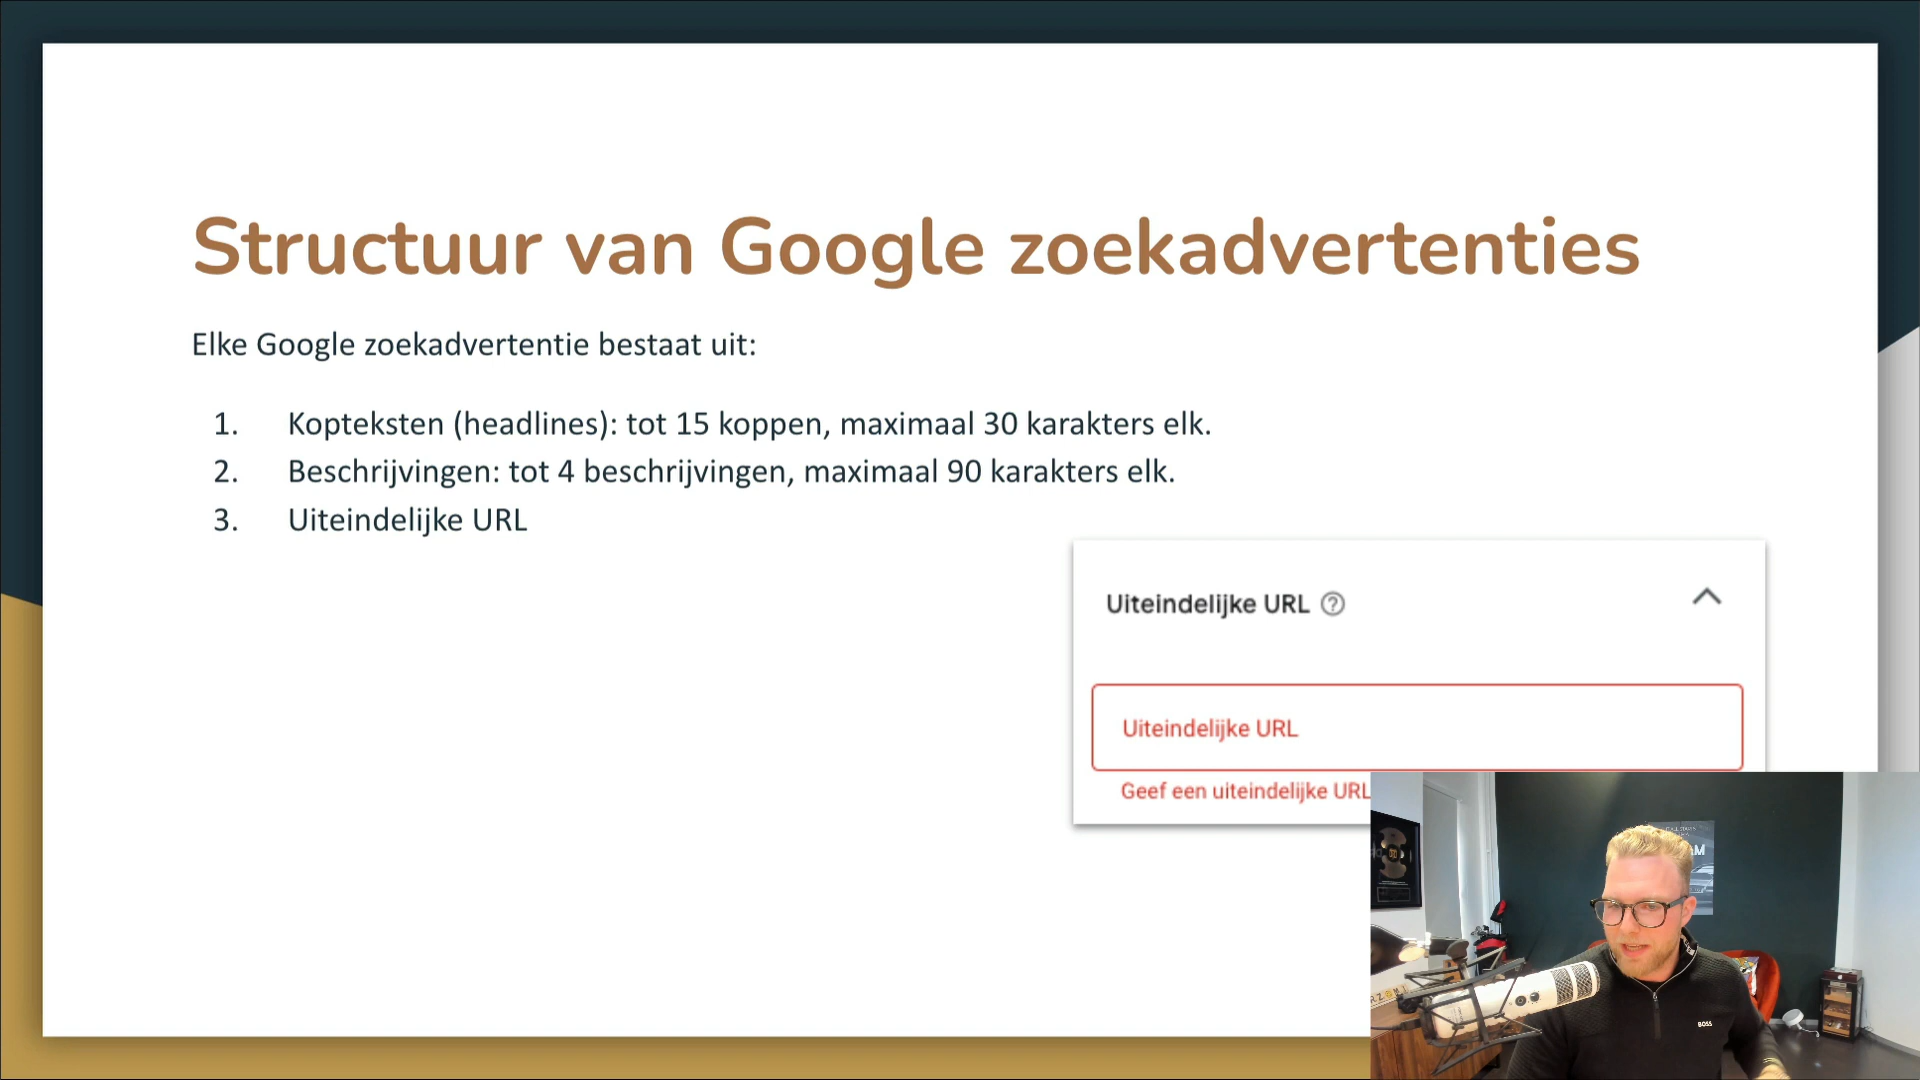 Structuur van Google zoekadvertenties
Elke Google zoekadvertentie bestaat uit:
1. Kopteksten (headlines): tot 15 koppen, maximaal 30 karakters elk.
2. Beschrijvingen: tot 4 beschrijvingen, maximaal 90 karakters elk.
3. Uiteindelijke URL
Uiteindelijke URL
Uiteindelijke URL
Geef een uiteindelijke URL
BOSS